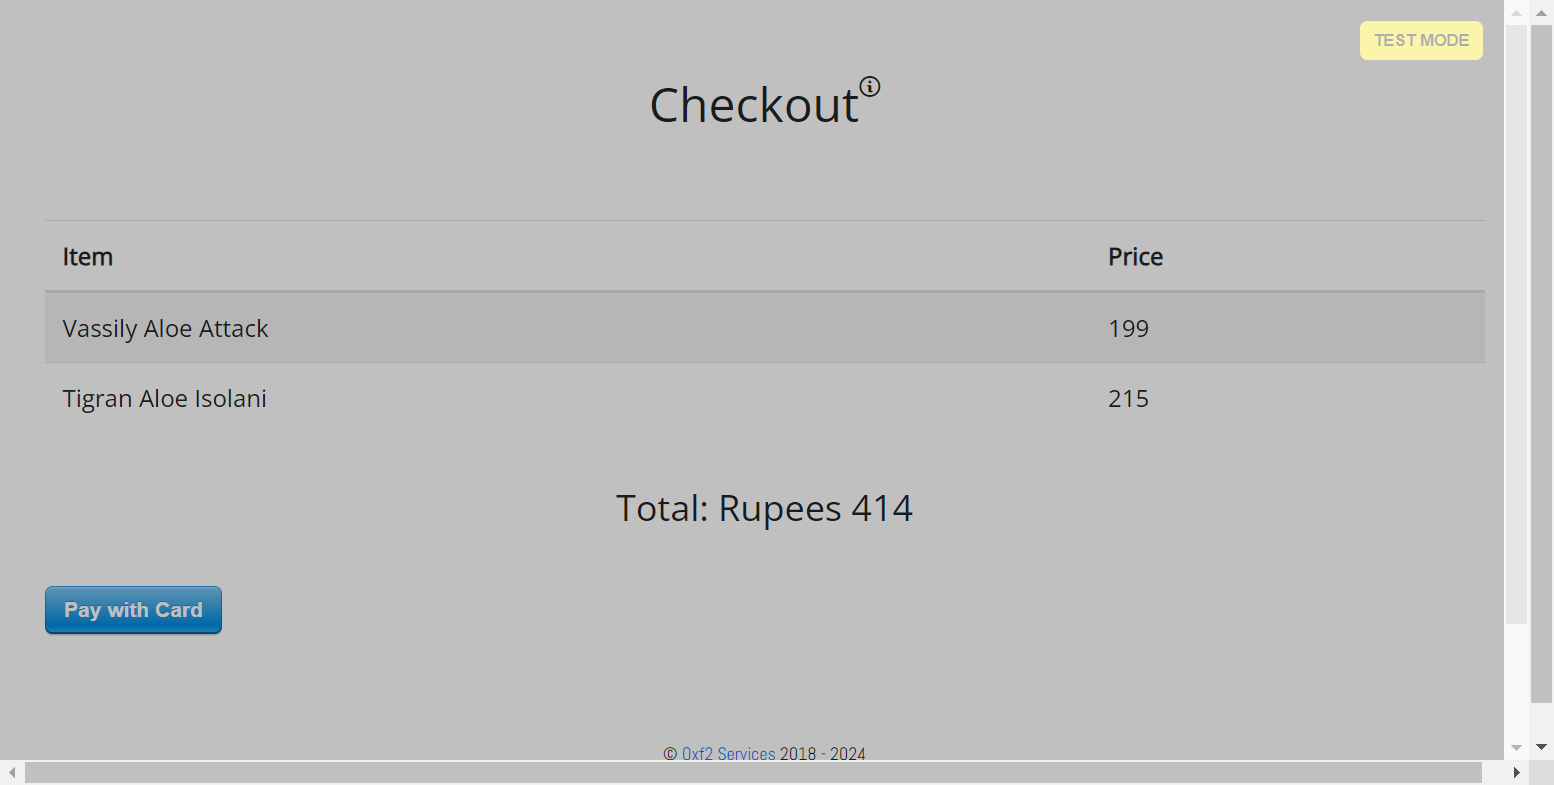 TEST MODE
Checkout
Item Price
Vassily Aloe Attack 199
Tigran Aloe Isolani 215
Total: Rupees 414
Pay with Card
© Qxf2 Services 2018 - 2024